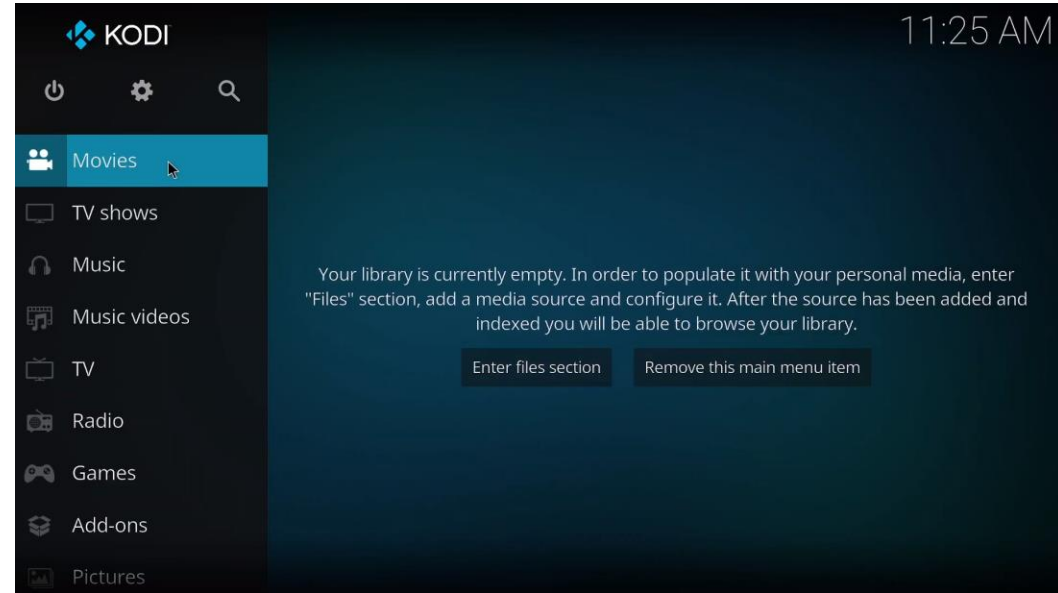 KODI
11:25 AM
Movies
TV shows
Music
Music videos
TV
Radio
Games
Add-ons
Pictures
Your library is currently empty. In order to populate it with your personal media, enter
"Files" section, add a media source and configure it. After the source has been added and
indexed you will be able to browse your library.
Enter files section
Remove this main menu item